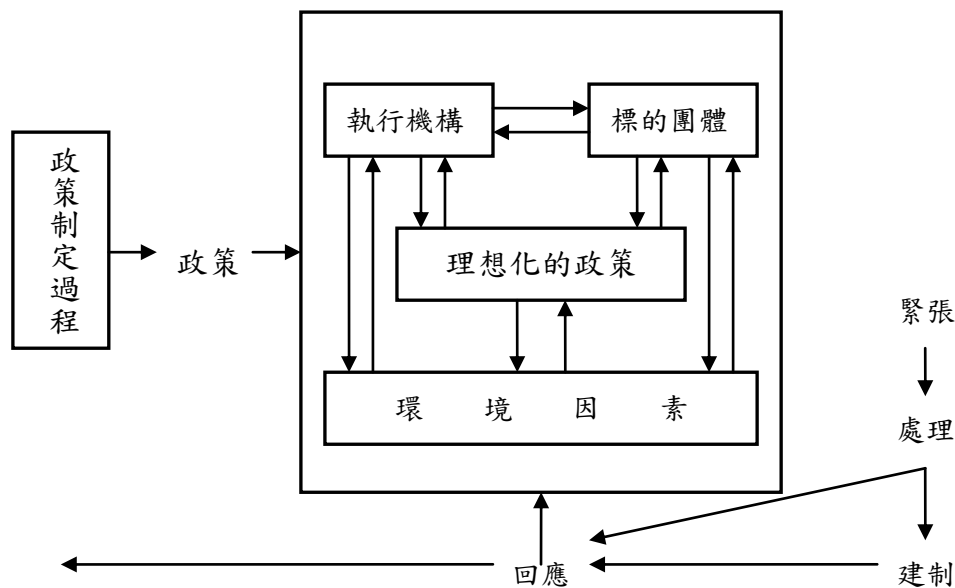 執行機構
標的團體
政策制定過程
政策
理想化的政策
緊張
環境因素
處理
回應
建制